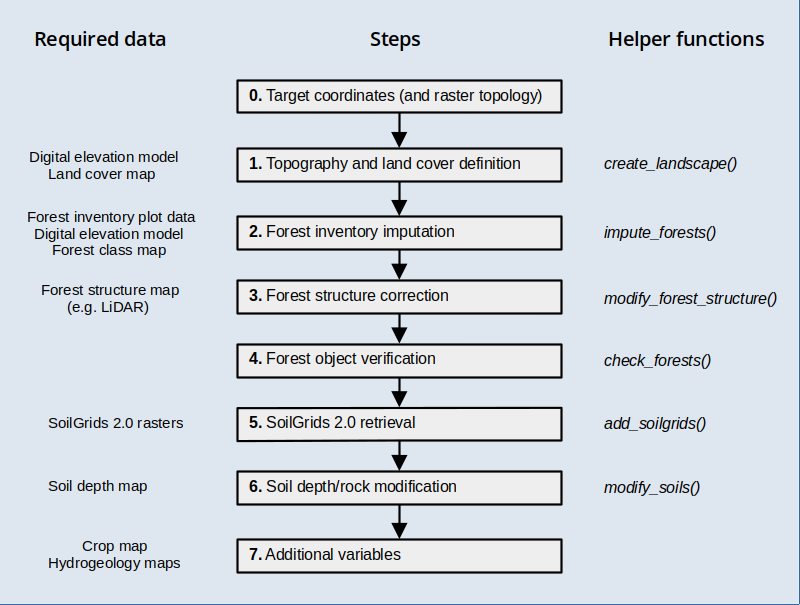 Required data
Steps
Helper functions
0. Target coordinates (and raster topology)
Digital elevation model
Land cover map
1. Topography and land cover definition
create_landscape()
Forest inventory plot data
Digital elevation model
Forest class map
2. Forest inventory imputation
impute_forests()
Forest structure map
(e.g. LiDAR)
3. Forest structure correction
modify_forest_structure()
4. Forest object verification
check_forests()
SoilGrids 2.0 rasters
5. SoilGrids 2.0 retrieval
add_soilgrids()
Soil depth map
6. Soil depth/rock modification
modify_soils()
Crop map
Hydrogeology maps
7. Additional variables